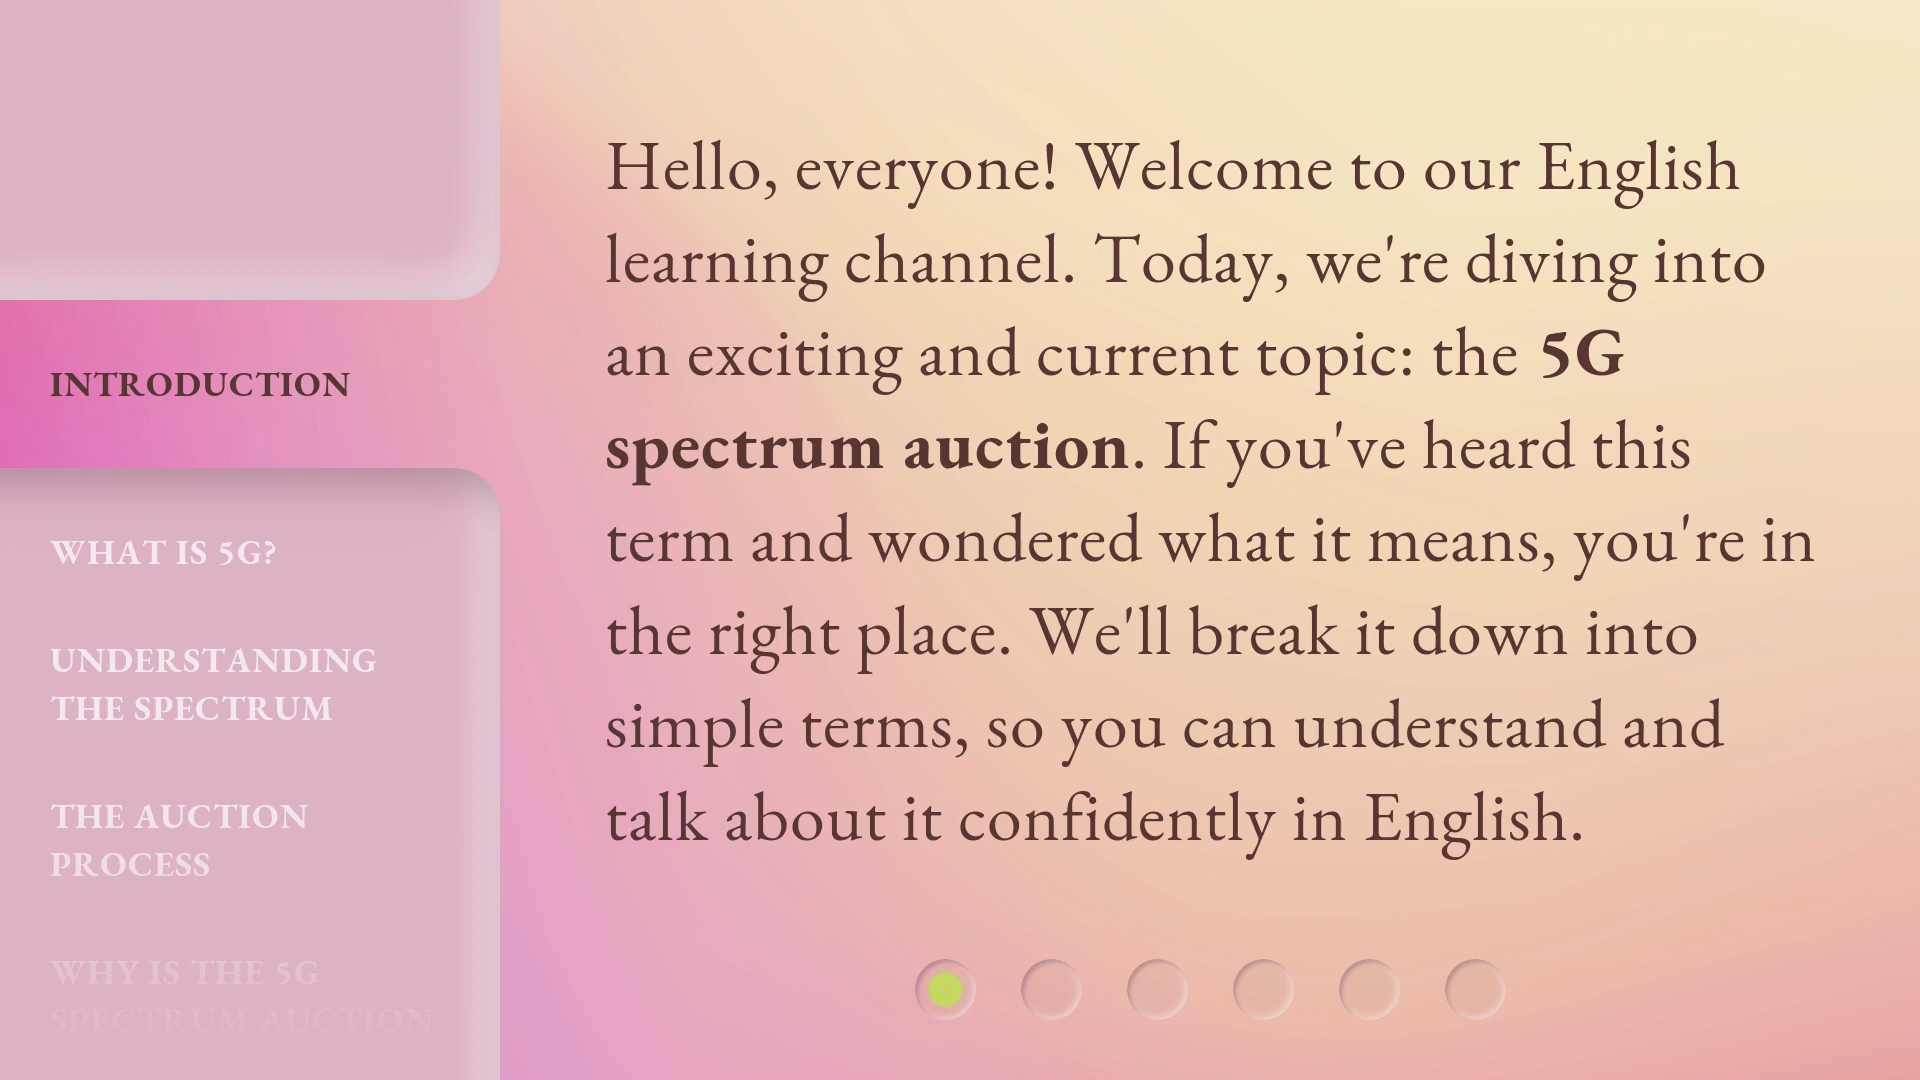 INTRODUCTION
WHAT IS 5G?
UNDERSTANDING
THE SPECTRUM
THE AUCTION
PROCESS
WHY IS THE 5G
SPECTRUM AUCTION
Hello, everyone! Welcome to our English
learning channel. Today, we're diving into
an exciting and current topic: the 5G
spectrum auction. If you've heard this
term and wondered what it means, you're in
the right place. We'll break it down into
simple terms, so you can understand and
talk about it confidently in English.